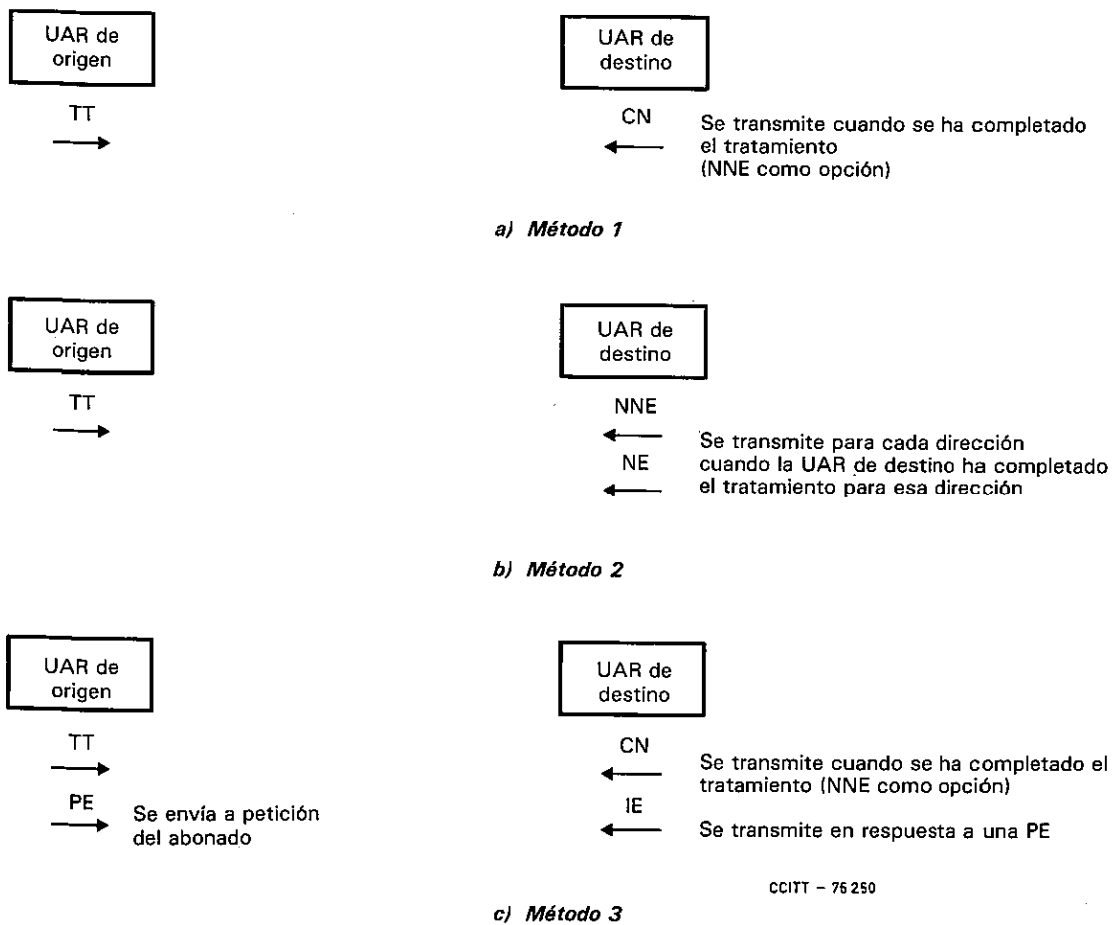 UAR de
origen
UAR de
destino
TT
CN
Se transmite cuando se ha completado
el tratamiento
(NNE como opción)
a) Método 1
UAR de
origen
UAR de
destino
TT
NNE
NE
Se transmite para cada dirección
cuando la UAR de destino ha completado
el tratamiento para esa dirección
b) Método 2
UAR de
origen
UAR de
destino
TT
PE
Se envía a petición
del abonado
CN
Se transmite cuando se ha completado el
tratamiento (NNE como opción)
IE
Se transmite en respuesta a una PE
CCITT – 75 250
c) Método 3